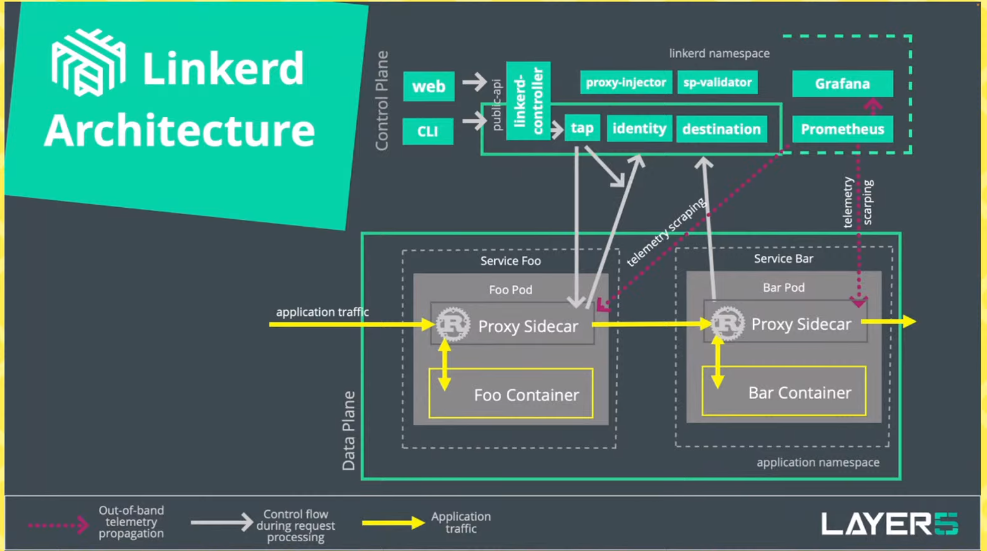 Linkerd
Architecture
Control Plane
linkerd namespace
web
CLI
public-api
linkerd-
controller
proxy-injector
sp-validator
Grafana
tap
identity
destination
Prometheus
telemetry scraping
telemetry
scarping
Data Plane
Service Foo
Foo Pod
application traffic
R
Proxy Sidecar
Foo Container
Service Bar
Bar Pod
R
Proxy Sidecar
Bar Container
application namespace
Out-of-band
telemetry
propagation
Control flow
during request
processing
Application
traffic
LAYER5